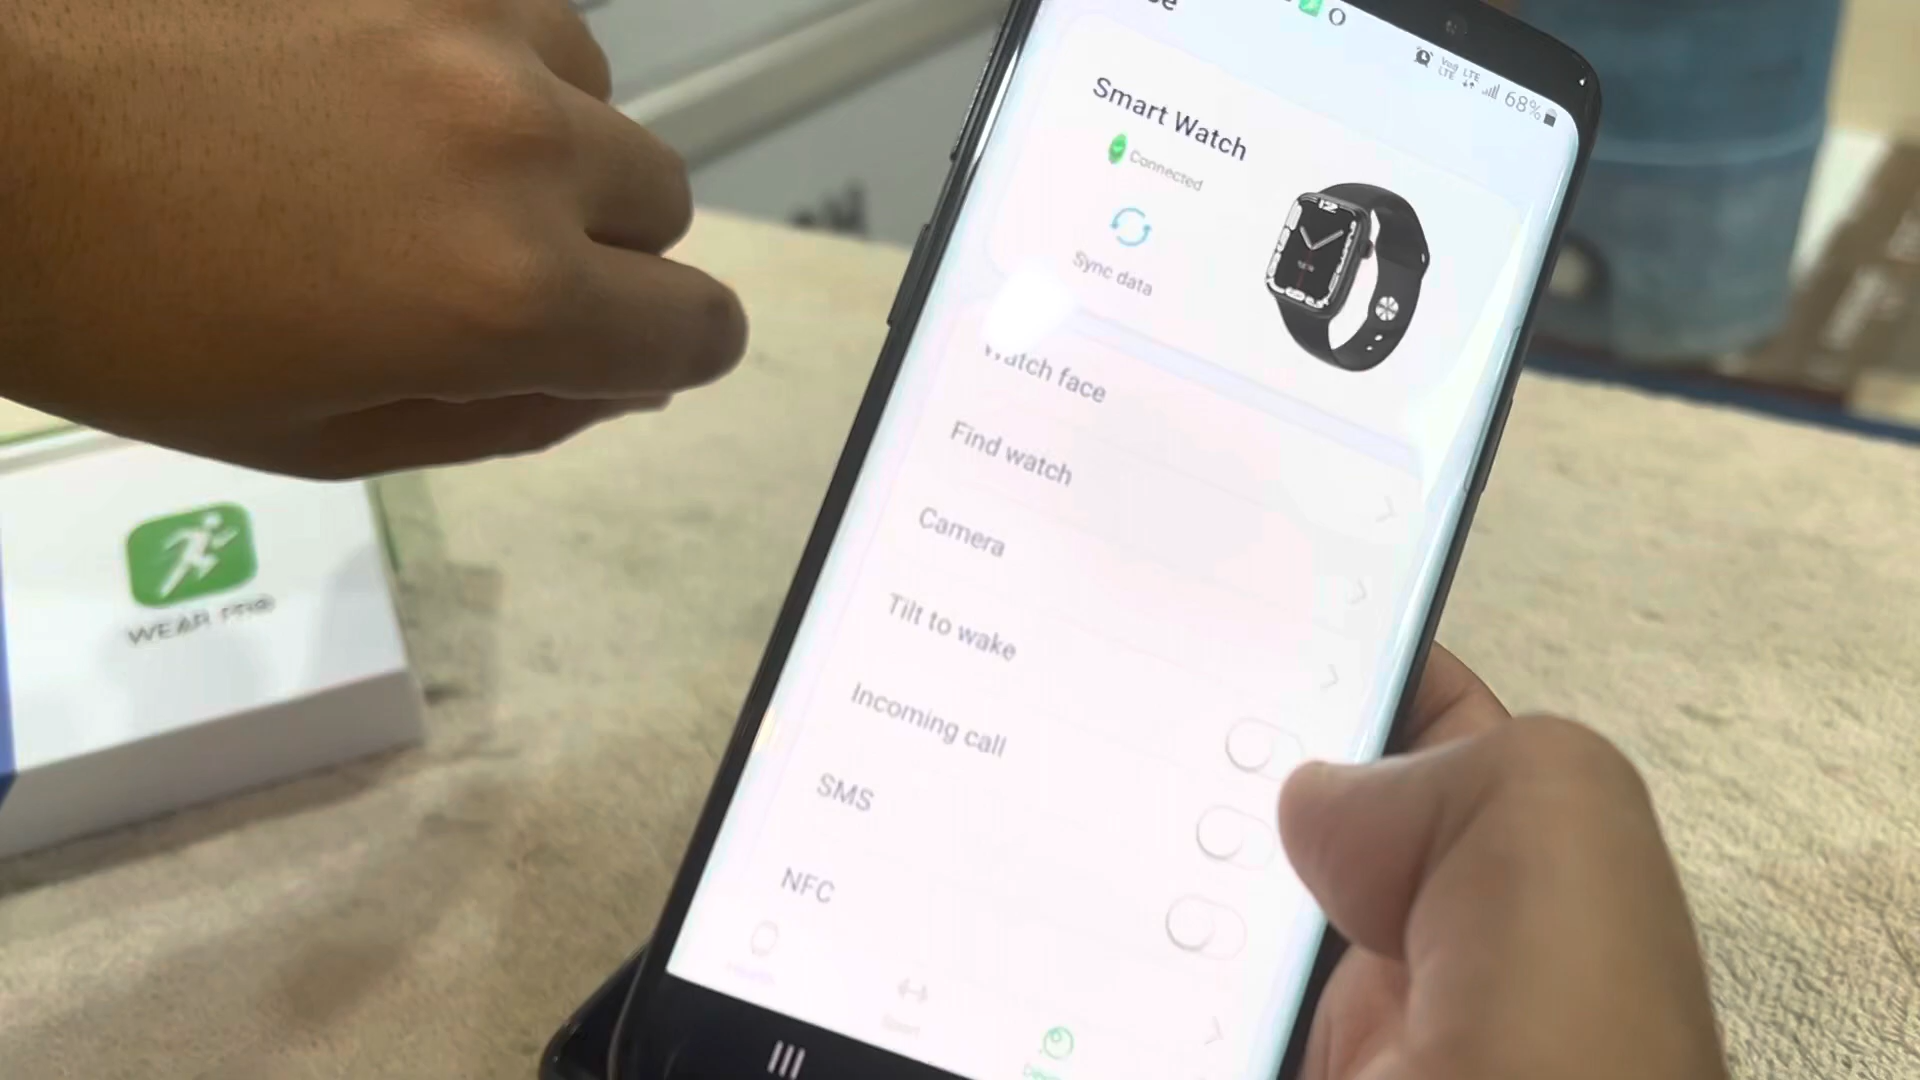 68%
Smart Watch
Connected
Sync data
Watch face
Find watch
Camera
Tilt to wake
Incoming call
SMS
NFC
WEAR